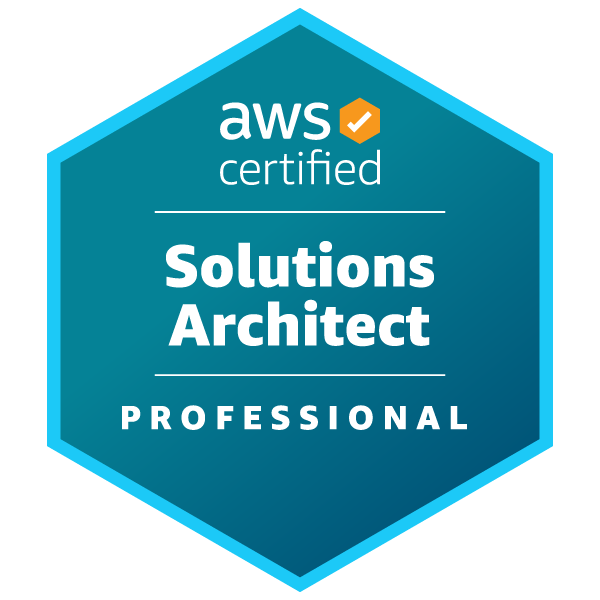 aws
certified
Solutions
Architect
PROFESSIONAL